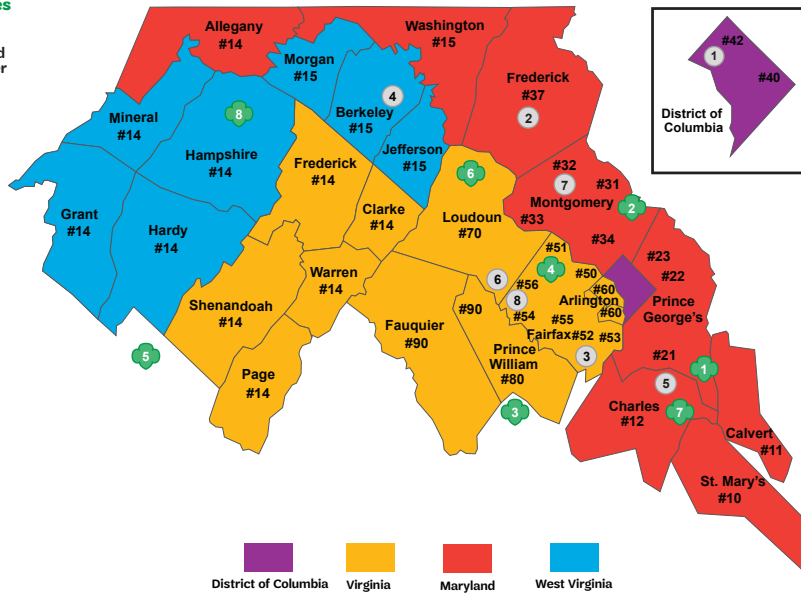 es
d
er
Allegany
#14
Washington
#15
Morgan
#15
Frederick
#37
2
#42
1
#40
District of
Columbia
Mineral
#14
8
Hampshire
#14
4
Berkeley
#15
Jefferson
#15
Frederick
#14
6
Loudoun
#70
#32
7
#31
Montgomery
2
#33
#34
Grant
#14
Hardy
#14
Clarke
#14
#51
4
#50
#23
#22
Warren
#14
6
#56
8
#54
#60
Arlington
#60
#55
Fairfax
#52
#53
3
Prince
George's
#21
1
Shenandoah
#14
Fauquier
#90
#90
Prince
William
#80
5
Page
#14
3
5
Charles
#12
7
Calvert
#11
St. Mary's
#10
District of Columbia
Virginia
Maryland
West Virginia